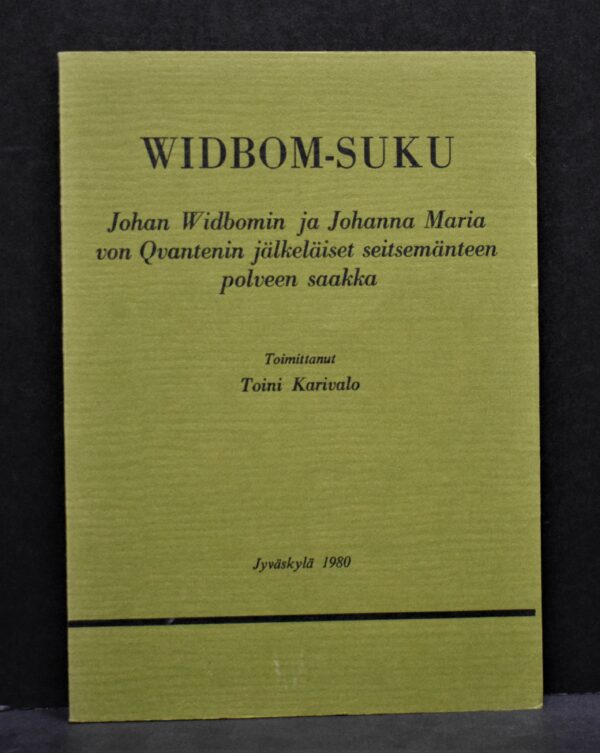 WIDBOM-SUKU
Johan Widbomin ja Johanna Maria
von Qvantenin jälkeläiset seitsemänteen
polveen saakka
Toimittanut
Toini Karivalo
Jyväskylä 1980